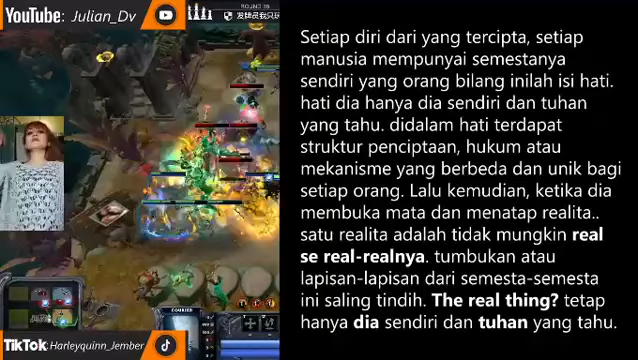 YouTube: Julian_Dv
ROUND 39
Setiap diri dari yang tercipta, setiap
manusia mempunyai semestanya
sendiri yang orang bilang inilah isi hati.
hati dia hanya dia sendiri dan tuhan
yang tahu. didalam hati terdapat
struktur penciptaan, hukum atau
mekanisme yang berbeda dan unik bagi
setiap orang. Lalu kemudian, ketika dia
membuka mata dan menatap realita..
satu realita adalah tidak mungkin real
se real-realnya. tumbukan atau
lapisan-lapisan dari semesta-semesta
ini saling tindih. The real thing? tetap
hanya dia sendiri dan tuhan yang tahu.
COURIER
TikTok: Harleyquinn_Jember